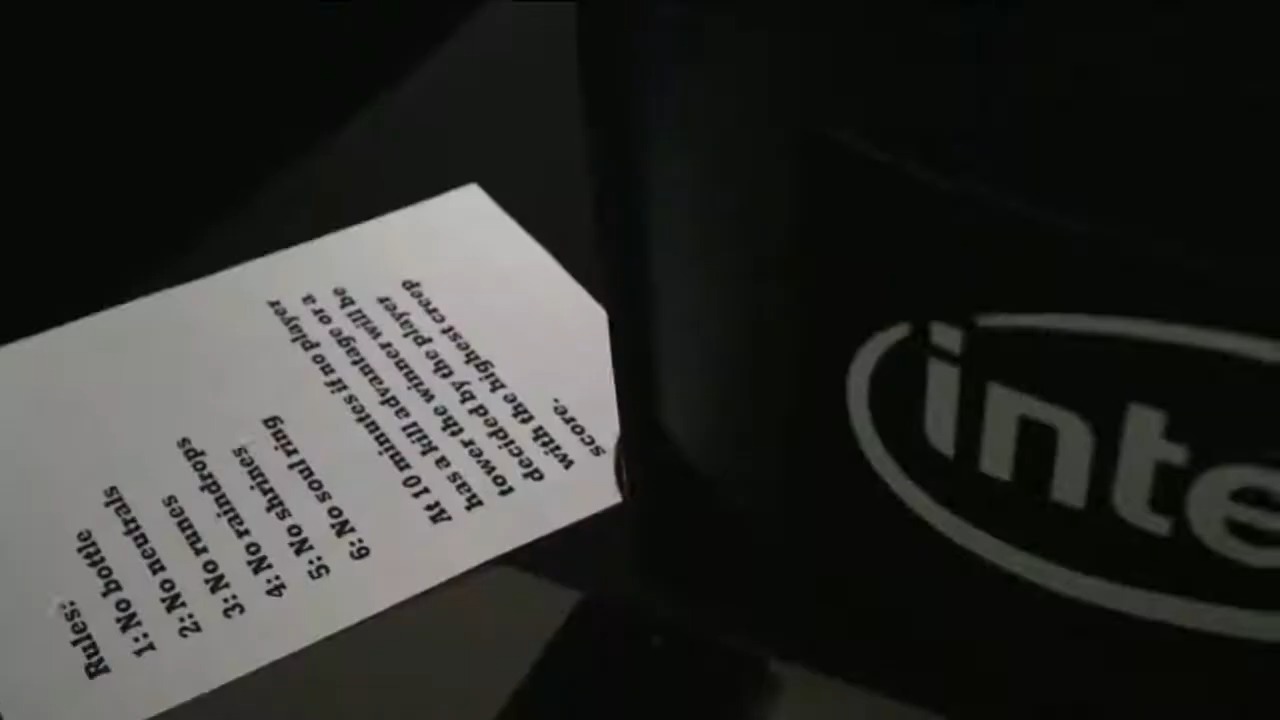 Rules:
1: No bottle
2: No neutrals
3: No runes
4: No raindrops
5: No shrines
6: No soul ring
At 10 minutes if no player
has a kill advantage or a
tower the winner will be
decided by the player
with the highest creep
score.
inte